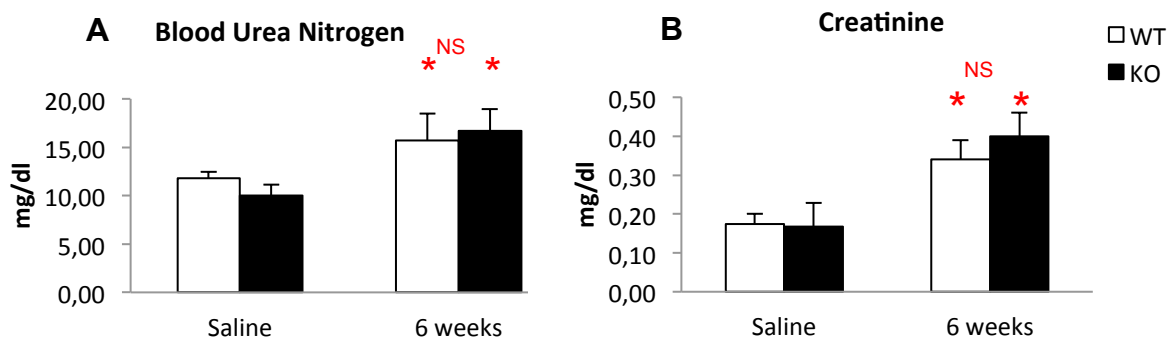 A Blood Urea Nitrogen
NS
* *
20,00
15,00
10,00
5,00
0,00
mg/dl
Saline 6 weeks
B Creatinine
NS
* *
0,50
0,40
0,30
0,20
0,10
0,00
mg/dl
Saline 6 weeks
WT
KO